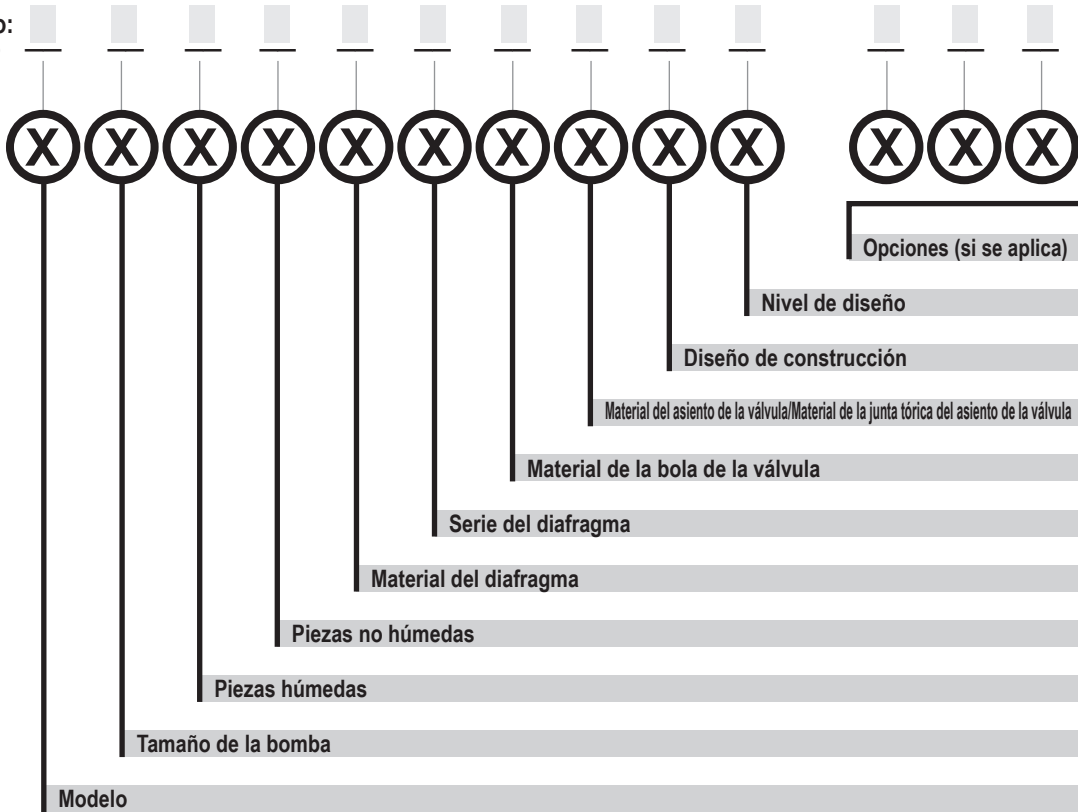 o:
X X X X X X X X X X X X X
Opciones (si se aplica)
Nivel de diseño
Diseño de construcción
Material del asiento de la válvula/Material de la junta tórica del asiento de la válvula
Material de la bola de la válvula
Serie del diafragma
Material del diafragma
Piezas no húmedas
Piezas húmedas
Tamaño de la bomba
Modelo